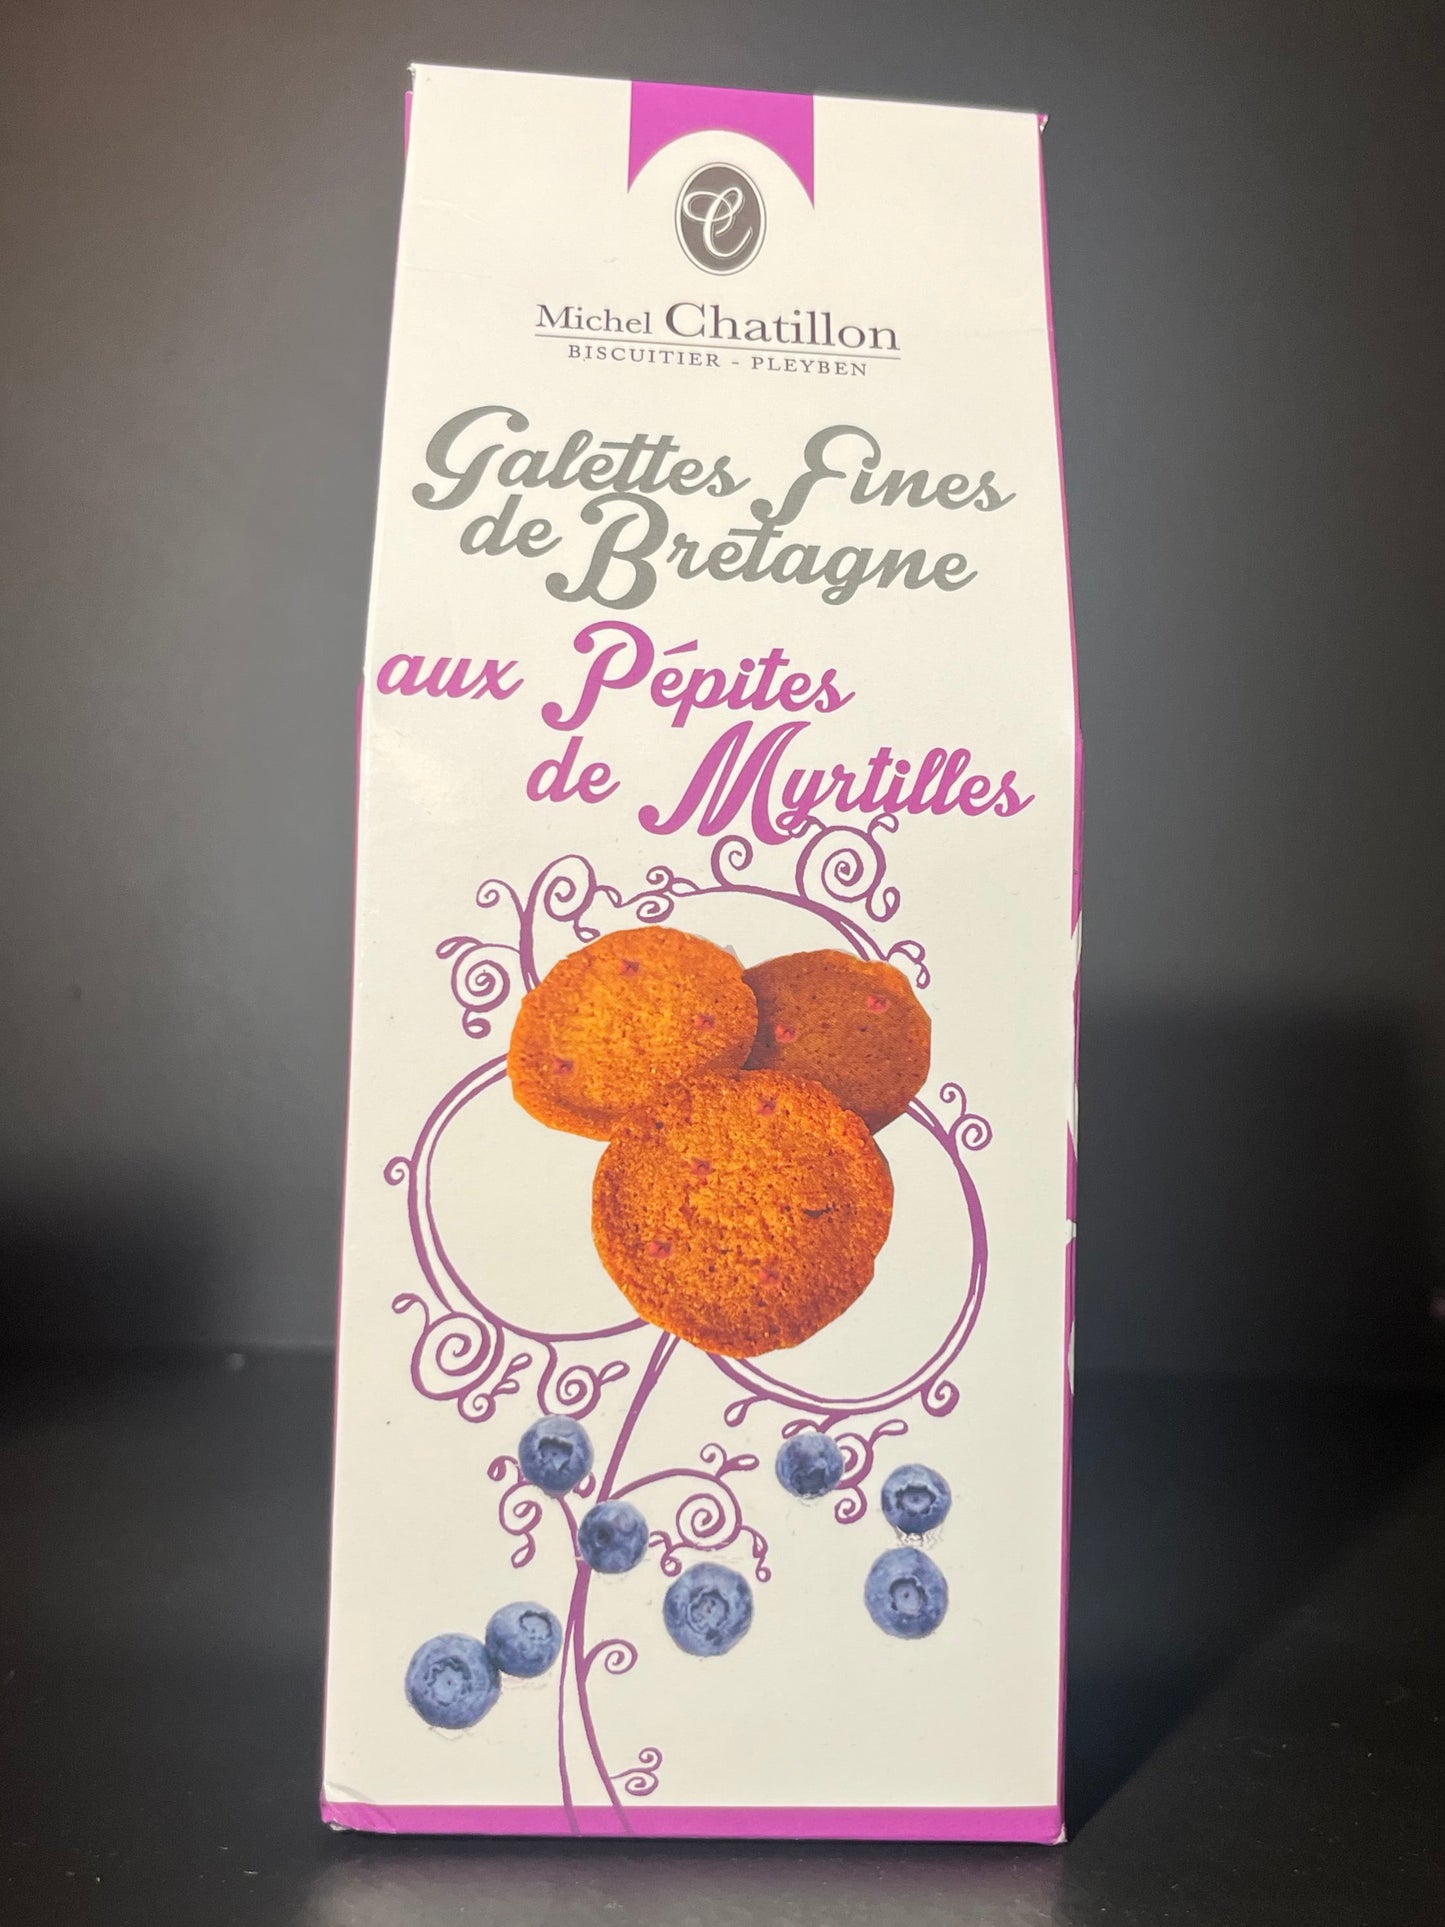 C
Michel Chatillon
BISCUITIER - PLEYBEN
Galettes Fines
de Bretagne
aux Pépites
de Myrtilles